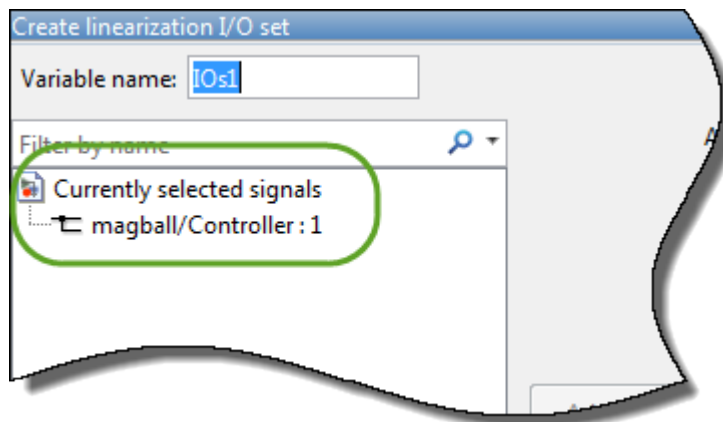 Create linearization I/O set
Variable name: IOs1
Filter by name
Currently selected signals
magball/Controller : 1